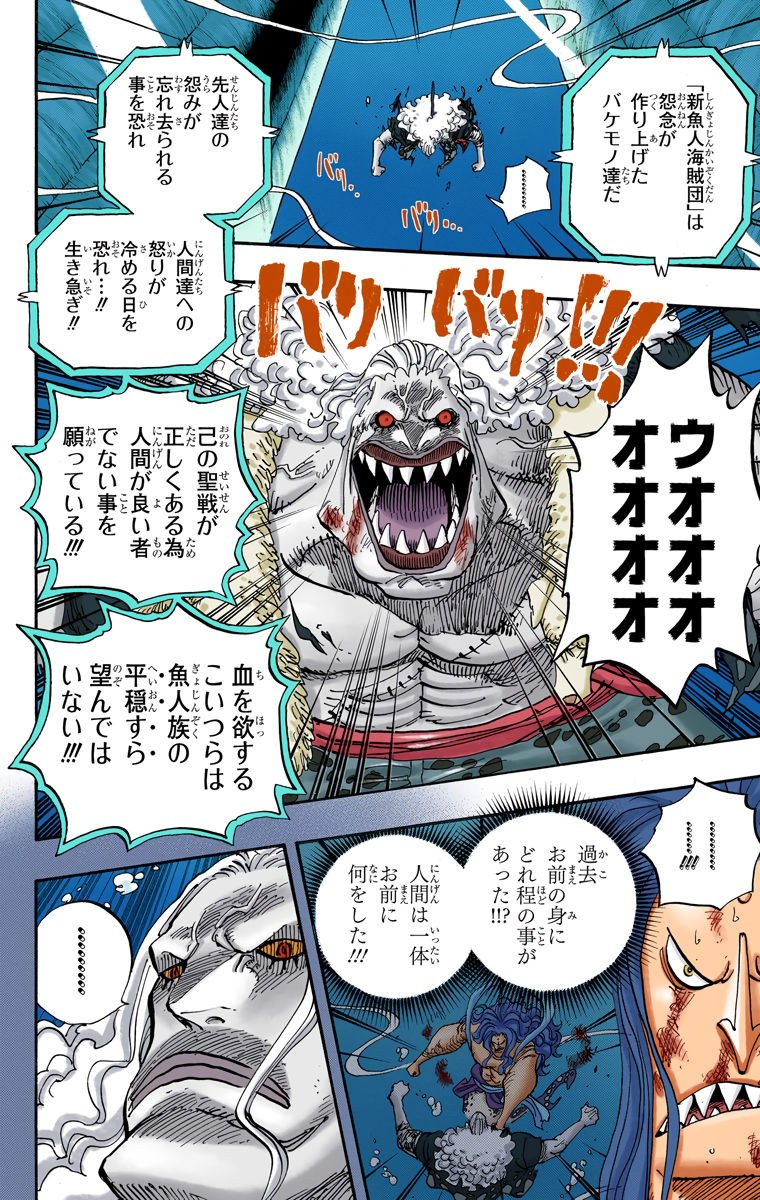 「新魚人海賊団」は
怨念が
作り上げた
バケモノ達だ
…………
バリ…
バリ…
先人達の
怨みが
忘れ去られる
事を恐れ
人間達への
怒りが
冷める日を
恐れ…!!
生き急ぎ!!
バリバリ!!!
ウオオオ
オオオオ
己の聖戦が
正しくある為
人間が良い者
でない事を
願っている!!!
血を欲する
こいつらは
魚人族の
平穏すら
望んでは
いない!!!
………!!!
過去
お前の身に
どれ程の事が
あった!!?
人間は一体
お前に
何をした!!!
…………